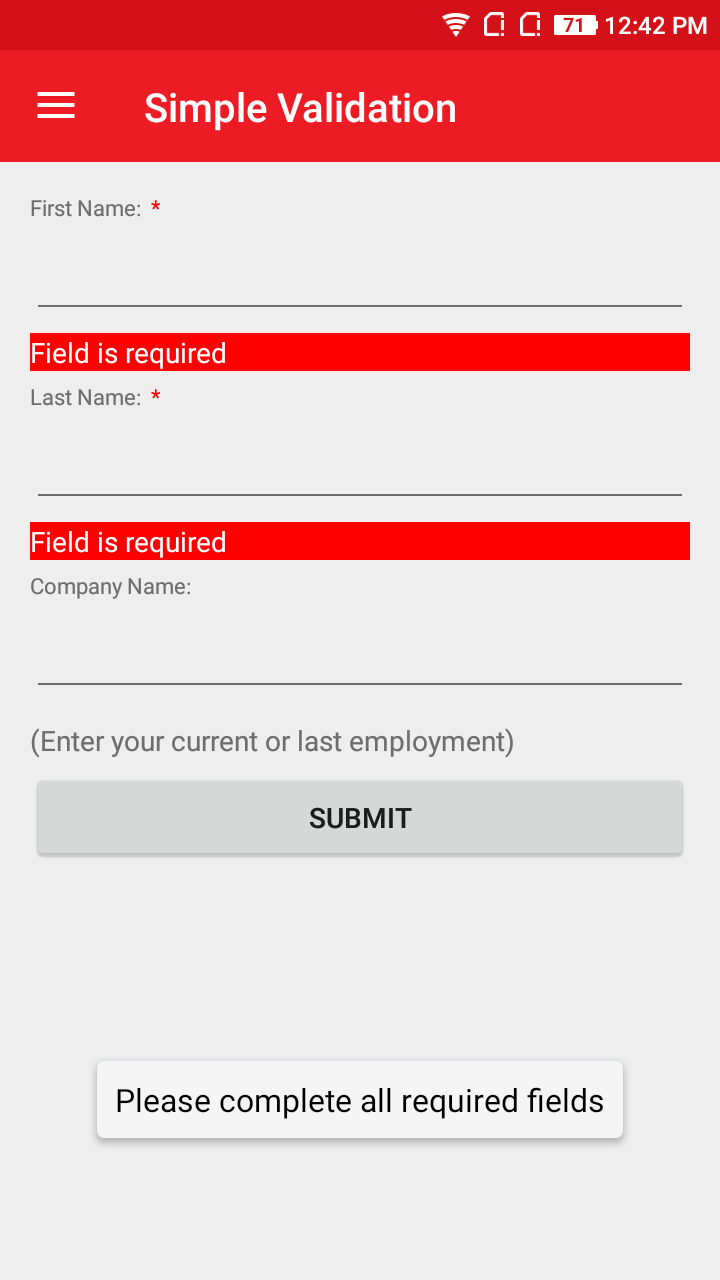 71 12:42 PM
Simple Validation
First Name: *
Field is required
Last Name: *
Field is required
Company Name:
(Enter your current or last employment)
SUBMIT
Please complete all required fields